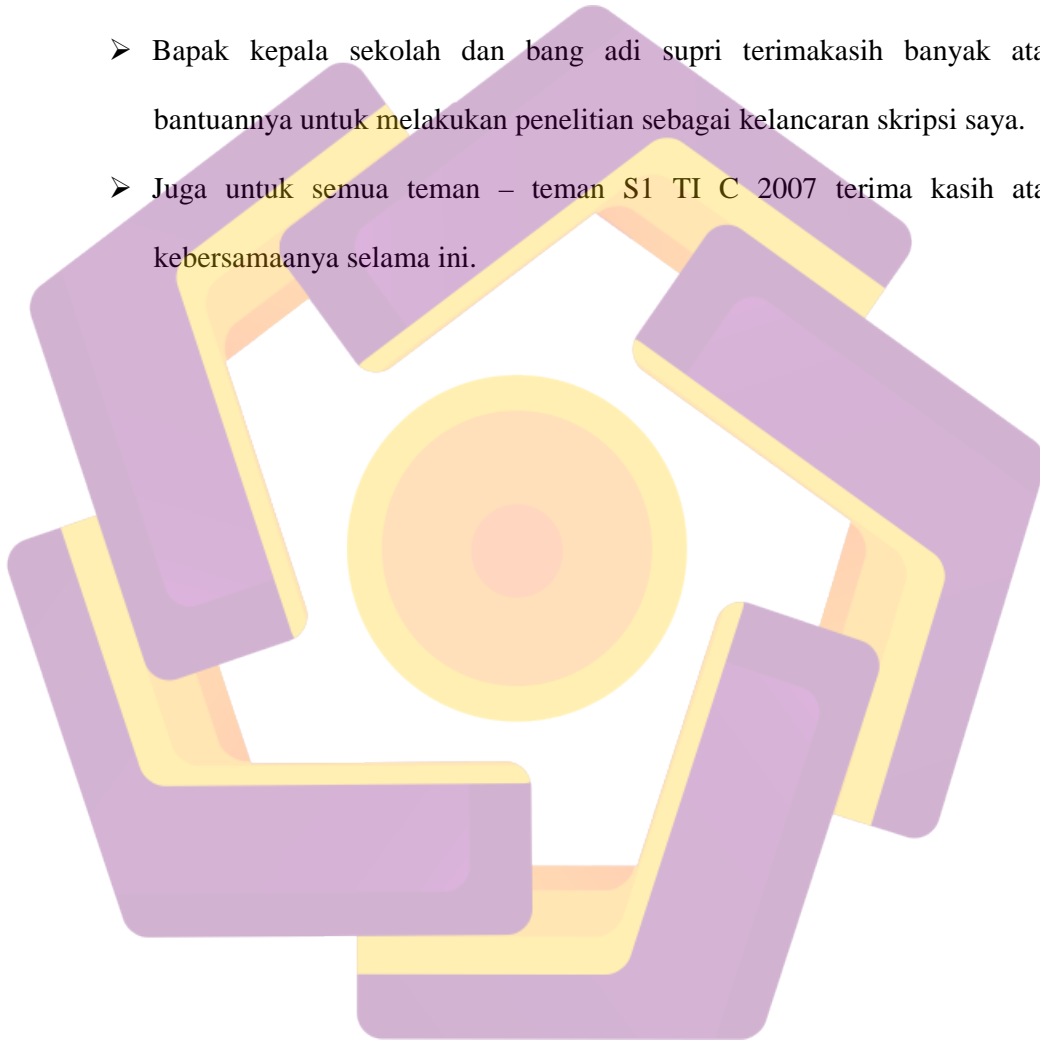 ➢ Bapak kepala sekolah dan bang adi supri terimakasih banyak ata
bantuannya untuk melakukan penelitian sebagai kelancaran skripsi saya.
➢ Juga untuk semua teman – teman S1 TI C 2007 terima kasih ata
kebersamaanya selama ini.